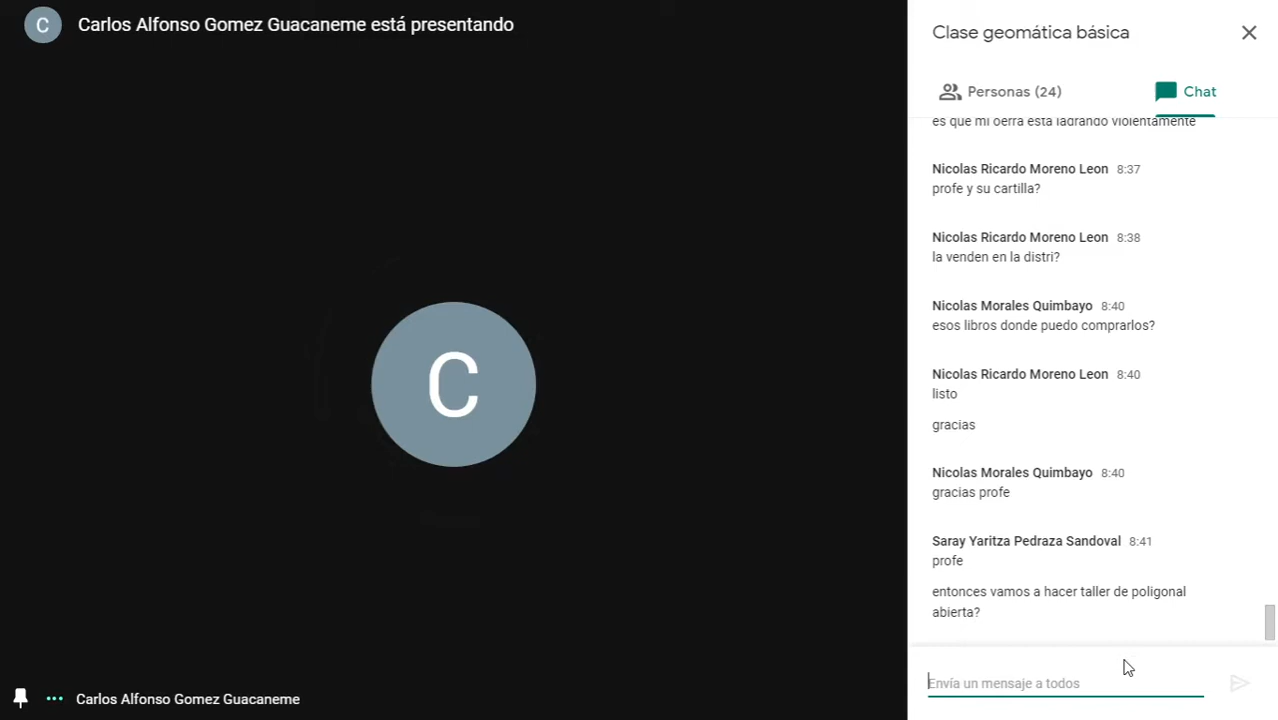 C
Carlos Alfonso Gomez Guacaneme está presentando
C
Carlos Alfonso Gomez Guacaneme
Clase geomática básica
Personas (24)
Chat
es que mi oerra esta ladrando violentamente
Nicolas Ricardo Moreno Leon 8:37
profe y su cartilla?
Nicolas Ricardo Moreno Leon 8:38
la venden en la distri?
Nicolas Morales Quimbayo 8:40
esos libros donde puedo comprarlos?
Nicolas Ricardo Moreno Leon 8:40
listo
gracias
Nicolas Morales Quimbayo 8:40
gracias profe
Saray Yaritza Pedraza Sandoval 8:41
profe
entonces vamos a hacer taller de poligonal
abierta?
Envía un mensaje a todos